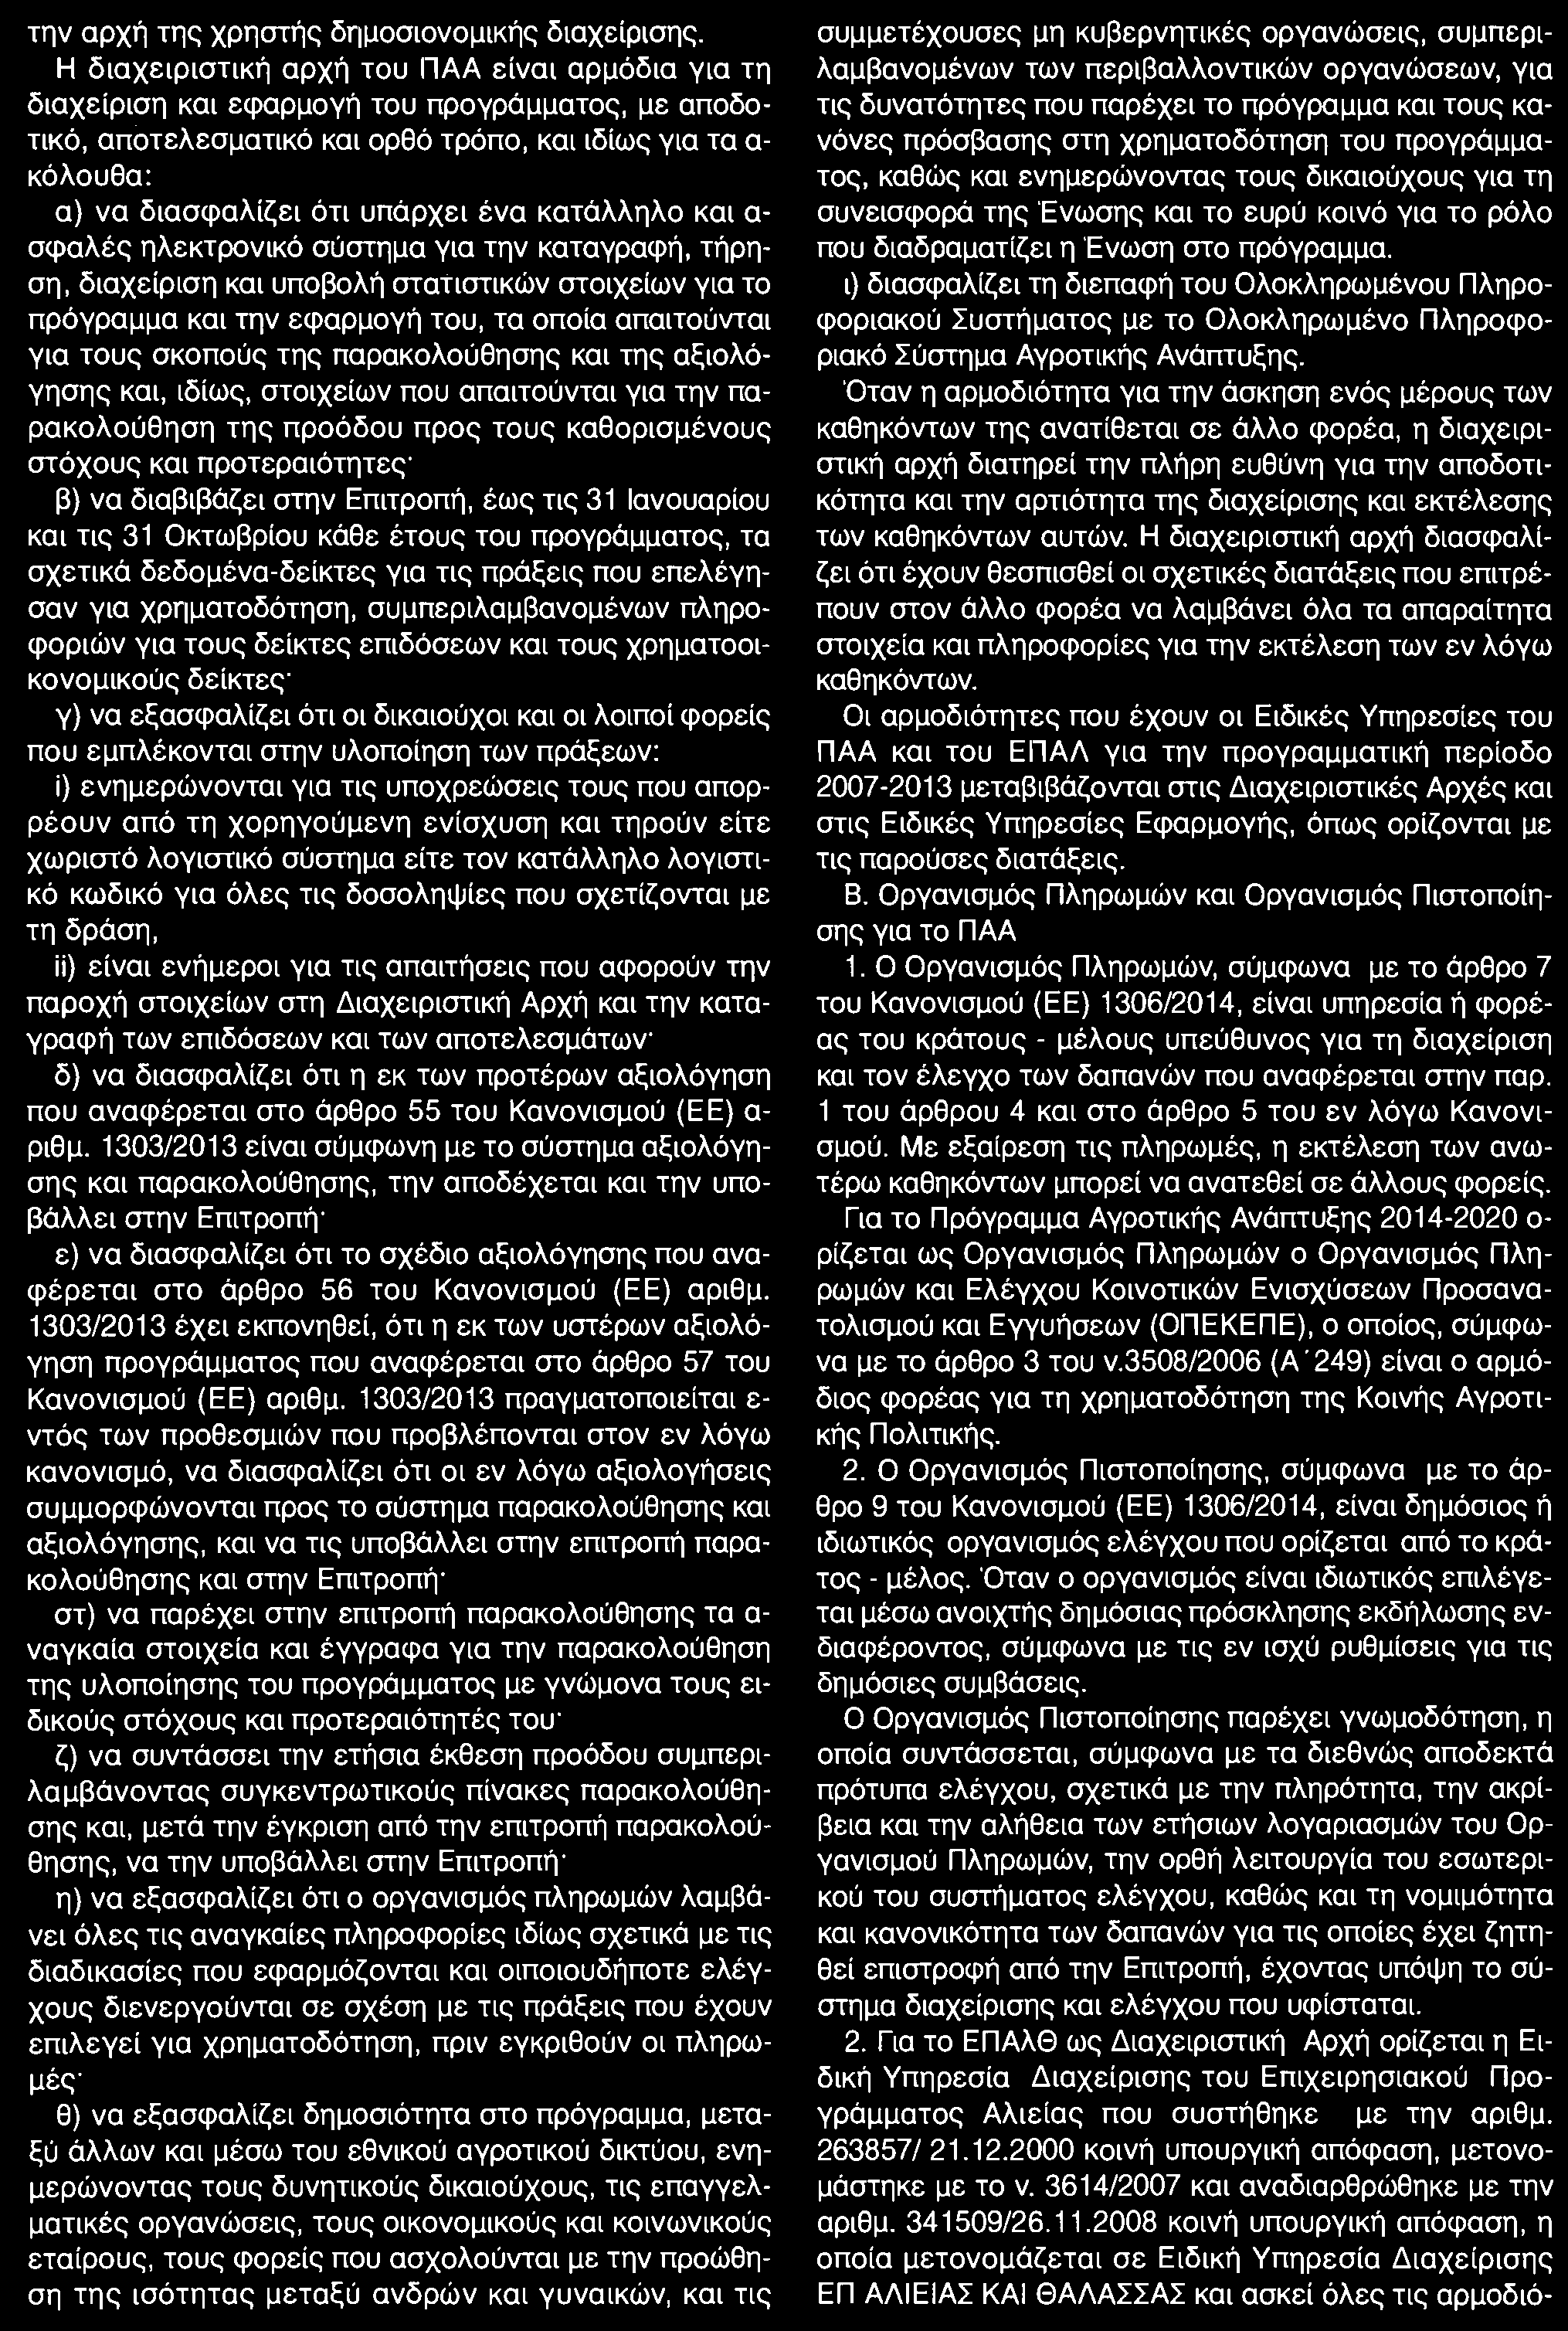 την αρχή της χρηστής δημοσιονομικής διαχείρισης.
Η διαχειριστική αρχή του ΠΑΑ είναι αρμόδια για τη
διαχείριση και εφαρμογή του προγράμματος, με αποδο-
τικό, αποτελεσματικό και ορθό τρόπο, και ιδίως για τα α-
κόλουθα:
α) να διασφαλίζει ότι υπάρχει ένα κατάλληλο και α-
σφαλές ηλεκτρονικό σύστημα για την καταγραφή, τήρη-
ση, διαχείριση και υποβολή στατιστικών στοιχείων για το
πρόγραμμα και την εφαρμογή του, τα οποία απαιτούνται
για τους σκοπούς της παρακολούθησης και της αξιολό-
γησης και, ιδίως, στοιχείων που απαιτούνται για την πα-
ρακολούθηση της προόδου προς τους καθορισμένους
στόχους και προτεραιότητες·
β) να διαβιβάζει στην Επιτροπή, έως τις 31 Ιανουαρίου
και τις 31 Οκτωβρίου κάθε έτους του προγράμματος, τα
σχετικά δεδομένα-δείκτες για τις πράξεις που επελέγη-
σαν για χρηματοδότηση, συμπεριλαμβανομένων πληρο-
φοριών για τους δείκτες επιδόσεων και τους χρηματοοι-
κονομικούς δείκτες·
γ) να εξασφαλίζει ότι οι δικαιούχοι και οι λοιποί φορείς
που εμπλέκονται στην υλοποίηση των πράξεων:
i) ενημερώνονται για τις υποχρεώσεις τους που απορ-
ρέουν από τη χορηγούμενη ενίσχυση και τηρούν είτε
χωριστό λογιστικό σύστημα είτε τον κατάλληλο λογιστι-
κό κωδικό για όλες τις δοσοληψίες που σχετίζονται με
τη δράση,
ii) είναι ενήμεροι για τις απαιτήσεις που αφορούν την
παροχή στοιχείων στη Διαχειριστική Αρχή και την κατα-
γραφή των επιδόσεων και των αποτελεσμάτων·
δ) να διασφαλίζει ότι η εκ των προτέρων αξιολόγηση
που αναφέρεται στο άρθρο 55 του Κανονισμού (ΕΕ) α-
ριθμ. 1303/2013 είναι σύμφωνη με το σύστημα αξιολόγη-
σης και παρακολούθησης, την αποδέχεται και την υπο-
βάλλει στην Επιτροπή·
ε) να διασφαλίζει ότι το σχέδιο αξιολόγησης που ανα-
φέρεται στο άρθρο 56 του Κανονισμού (ΕΕ) αριθμ.
1303/2013 έχει εκπονηθεί, ότι η εκ των υστέρων αξιολό-
γηση προγράμματος που αναφέρεται στο άρθρο 57 του
Κανονισμού (ΕΕ) αριθμ. 1303/2013 πραγματοποιείται ε-
ντός των προθεσμιών που προβλέπονται στον εν λόγω
κανονισμό, να διασφαλίζει ότι οι εν λόγω αξιολογήσεις
συμμορφώνονται προς το σύστημα παρακολούθησης και
αξιολόγησης, και να τις υποβάλλει στην επιτροπή παρα-
κολούθησης και στην Επιτροπή·
στ) να παρέχει στην επιτροπή παρακολούθησης τα α-
ναγκαία στοιχεία και έγγραφα για την παρακολούθηση
της υλοποίησης του προγράμματος με γνώμονα τους ει-
δικούς στόχους και προτεραιότητές του·
ζ) να συντάσσει την ετήσια έκθεση προόδου συμπερι-
λαμβάνοντας συγκεντρωτικούς πίνακες παρακολούθη-
σης και, μετά την έγκριση από την επιτροπή παρακολού-
θησης, να την υποβάλλει στην Επιτροπή·
η) να εξασφαλίζει ότι ο οργανισμός πληρωμών λαμβά-
νει όλες τις αναγκαίες πληροφορίες ιδίως σχετικά με τις
διαδικασίες που εφαρμόζονται και οιποιουδήποτε ελέγ-
χους διενεργούνται σε σχέση με τις πράξεις που έχουν
επιλεγεί για χρηματοδότηση, πριν εγκριθούν οι πληρω-
μές·
θ) να εξασφαλίζει δημοσιότητα στο πρόγραμμα, μετα-
ξύ άλλων και μέσω του εθνικού αγροτικού δικτύου, ενη-
μερώνοντας τους δυνητικούς δικαιούχους, τις επαγγελ-
ματικές οργανώσεις, τους οικονομικούς και κοινωνικούς
εταίρους, τους φορείς που ασχολούνται με την προώθη-
ση της ισότητας μεταξύ ανδρών και γυναικών, και τις
συμμετέχουσες μη κυβερνητικές οργανώσεις, συμπερι-
λαμβανομένων των περιβαλλοντικών οργανώσεων, για
τις δυνατότητες που παρέχει το πρόγραμμα και τους κα-
νόνες πρόσβασης στη χρηματοδότηση του προγράμμα-
τος, καθώς και ενημερώνοντας τους δικαιούχους για τη
συνεισφορά της Ένωσης και το ευρύ κοινό για το ρόλο
που διαδραματίζει η Ένωση στο πρόγραμμα.
ι) διασφαλίζει τη διεπαφή του Ολοκληρωμένου Πληρο-
φοριακού Συστήματος με το Ολοκληρωμένο Πληροφο-
ριακό Σύστημα Αγροτικής Ανάπτυξης.
Όταν η αρμοδιότητα για την άσκηση ενός μέρους των
καθηκόντων της ανατίθεται σε άλλο φορέα, η διαχειρι-
στική αρχή διατηρεί την πλήρη ευθύνη για την αποδοτι-
κότητα και την αρτιότητα της διαχείρισης και εκτέλεσης
των καθηκόντων αυτών. Η διαχειριστική αρχή διασφαλί-
ζει ότι έχουν θεσπισθεί οι σχετικές διατάξεις που επιτρέ-
πουν στον άλλο φορέα να λαμβάνει όλα τα απαραίτητα
στοιχεία και πληροφορίες για την εκτέλεση των εν λόγω
καθηκόντων.
Οι αρμοδιότητες που έχουν οι Ειδικές Υπηρεσίες του
ΠΑΑ και του ΕΠΑΛ για την προγραμματική περίοδο
2007-2013 μεταβιβάζονται στις Διαχειριστικές Αρχές και
στις Ειδικές Υπηρεσίες Εφαρμογής, όπως ορίζονται με
τις παρούσες διατάξεις.
Β. Οργανισμός Πληρωμών και Οργανισμός Πιστοποίη-
σης για το ΠΑΑ
1. Ο Οργανισμός Πληρωμών, σύμφωνα με το άρθρο 7
του Κανονισμού (ΕΕ) 1306/2014, είναι υπηρεσία ή φορέ-
ας του κράτους - μέλους υπεύθυνος για τη διαχείριση
και τον έλεγχο των δαπανών που αναφέρεται στην παρ.
1 του άρθρου 4 και στο άρθρο 5 του εν λόγω Κανονι-
σμού. Με εξαίρεση τις πληρωμές, η εκτέλεση των ανω-
τέρω καθηκόντων μπορεί να ανατεθεί σε άλλους φορείς.
Για το Πρόγραμμα Αγροτικής Ανάπτυξης 2014-2020 ο-
ρίζεται ως Οργανισμός Πληρωμών ο Οργανισμός Πλη-
ρωμών και Ελέγχου Κοινοτικών Ενισχύσεων Προσανα-
τολισμού και Εγγυήσεων (ΟΠΕΚΕΠΕ), ο οποίος, σύμφω-
να με το άρθρο 3 του ν.3508/2006 (Α΄249) είναι ο αρμό-
διος φορέας για τη χρηματοδότηση της Κοινής Αγροτι-
κής Πολιτικής.
2. Ο Οργανισμός Πιστοποίησης, σύμφωνα με το άρ-
θρο 9 του Κανονισμού (ΕΕ) 1306/2014, είναι δημόσιος ή
ιδιωτικός οργανισμός ελέγχου που ορίζεται από το κρά-
τος - μέλος. Όταν ο οργανισμός είναι ιδιωτικός επιλέγε-
ται μέσω ανοιχτής δημόσιας πρόσκλησης εκδήλωσης εν-
διαφέροντος, σύμφωνα με τις εν ισχύ ρυθμίσεις για τις
δημόσιες συμβάσεις.
Ο Οργανισμός Πιστοποίησης παρέχει γνωμοδότηση, η
οποία συντάσσεται, σύμφωνα με τα διεθνώς αποδεκτά
πρότυπα ελέγχου, σχετικά με την πληρότητα, την ακρί-
βεια και την αλήθεια των ετήσιων λογαριασμών του Ορ-
γανισμού Πληρωμών, την ορθή λειτουργία του εσωτερι-
κού του συστήματος ελέγχου, καθώς και τη νομιμότητα
και κανονικότητα των δαπανών για τις οποίες έχει ζητη-
θεί επιστροφή από την Επιτροπή, έχοντας υπόψη το σύ-
στημα διαχείρισης και ελέγχου που υφίσταται.
2. Για το ΕΠΑλΘ ως Διαχειριστική Αρχή ορίζεται η Ει-
δική Υπηρεσία Διαχείρισης του Επιχειρησιακού Προ-
γράμματος Αλιείας που συστήθηκε με την αριθμ.
263857/ 21.12.2000 κοινή υπουργική απόφαση, μετονο-
μάστηκε με το ν. 3614/2007 και αναδιαρθρώθηκε με την
αριθμ. 341509/26.11.2008 κοινή υπουργική απόφαση, η
οποία μετονομάζεται σε Ειδική Υπηρεσία Διαχείρισης
ΕΠ ΑΛΙΕΙΑΣ ΚΑΙ ΘΑΛΑΣΣΑΣ και ασκεί όλες τις αρμοδιό-